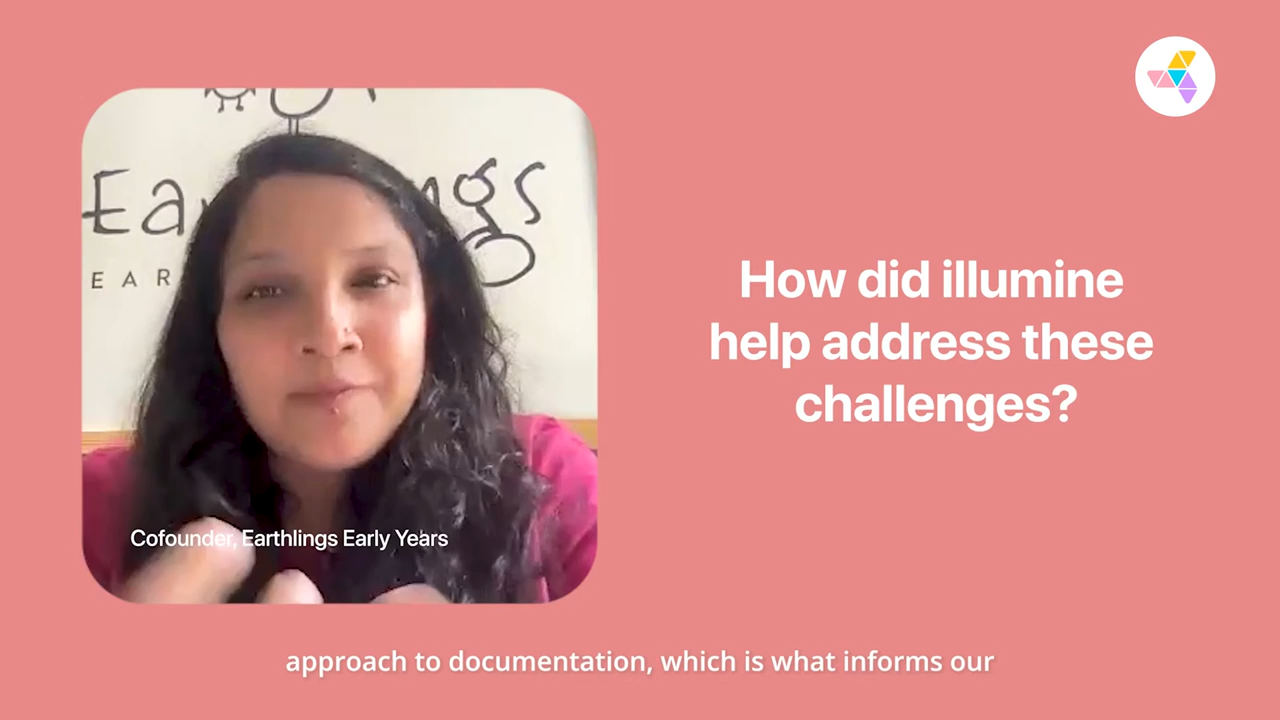 EAR
Cofounder, Earthlings Early Years
How did illumine
help address these
challenges?
approach to documentation, which is what informs our